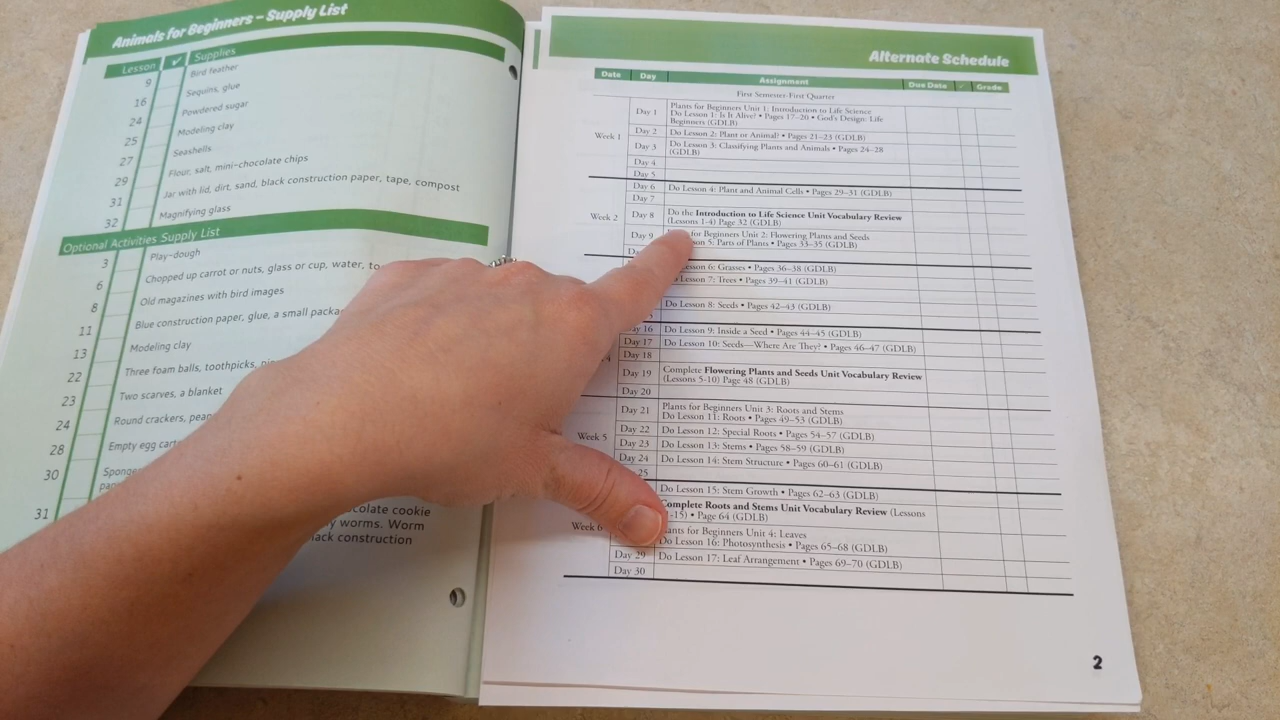 Animals for Beginners – Supply List
Lesson ✓ Supplies
9 Bird feather
16 Sequins, glue
24 Powdered sugar
25 Modeling clay
27 Seashells
29 Flour, salt, mini-chocolate chips
31 Jar with lid, dirt, sand, black construction paper, tape, compost
32 Magnifying glass
Optional Activities Supply List
3 Play-dough
6 Chopped up carrot or nuts, glass or cup, water,
8 Old magazines with bird images
11 Blue construction paper, glue, a small
13 Modeling clay
22 Three foam balls, toothpicks,
23 Two scarves, a blanket
24 Round crackers,
28 Empty egg
30
31
cookie
worms. Worm
construction
Alternate Schedule
Date Day Assignment Due Date ✓ Grade
First Semester-First Quarter
Week 1
Day 1 Plants for Beginners Unit 1: Introduction to Life Science
Do Lesson 1: Is It Alive? • Pages 17–20 • God's Design: Life
Beginners (GDLB)
Day 2 Do Lesson 2: Plant or Animal? • Pages 21–23 (GDLB)
Day 3 Do Lesson 3: Classifying Plants and Animals • Pages 24–28
(GDLB)
Day 4
Day 5
Week 2
Day 6 Do Lesson 4: Plant and Animal Cells • Pages 29–31 (GDLB)
Day 7
Day 8 Do the Introduction to Life Science Unit Vocabulary Review
(Lessons 1-4) Page 32 (GDLB)
Day 9 for Beginners Unit 2: Flowering Plants and Seeds
5: Parts of Plants • Pages 33–35 (GDLB)
Lesson 6: Grasses • Pages 36–38 (GDLB)
Lesson 7: Trees • Pages 39–41 (GDLB)
Do Lesson 8: Seeds • Pages 42–43 (GDLB)
Day 16 Do Lesson 9: Inside a Seed • Pages 44–45 (GDLB)
Day 17 Do Lesson 10: Seeds—Where Are They? • Pages 46–47 (GDLB)
Day 18
Day 19 Complete Flowering Plants and Seeds Unit Vocabulary Review
(Lessons 5-10) Page 48 (GDLB)
Day 20
Week 5
Day 21 Plants for Beginners Unit 3: Roots and Stems
Do Lesson 11: Roots • Pages 49–53 (GDLB)
Day 22 Do Lesson 12: Special Roots • Pages 54–57 (GDLB)
Day 23 Do Lesson 13: Stems • Pages 58–59 (GDLB)
Day 24 Do Lesson 14: Stem Structure • Pages 60–61 (GDLB)
25
Week 6
Do Lesson 15: Stem Growth • Pages 62–63 (GDLB)
Complete Roots and Stems Unit Vocabulary Review (Lessons
-15) • Page 64 (GDLB)
Plants for Beginners Unit 4: Leaves
Do Lesson 16: Photosynthesis • Pages 65–68 (GDLB)
Day 29 Do Lesson 17: Leaf Arrangement • Pages 69–70 (GDLB)
Day 30
2